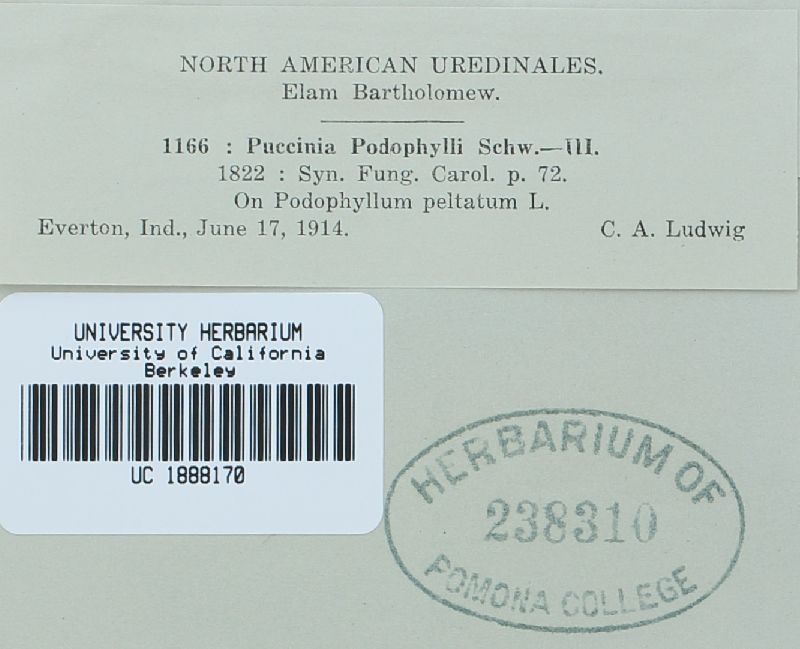 NORTH AMERICAN UREDINALES.
Elam Bartholomew.
1166 : Puccinia Podophylli Schw.—III.
1822 : Syn. Fung. Carol. p. 72.
On Podophyllum peltatum L.
Everton, Ind., June 17, 1914. C. A. Ludwig
UNIVERSITY HERBARIUM
University of California
Berkeley
UC 1888170
HERBARIUM OF
238310
POMONA COLLEGE